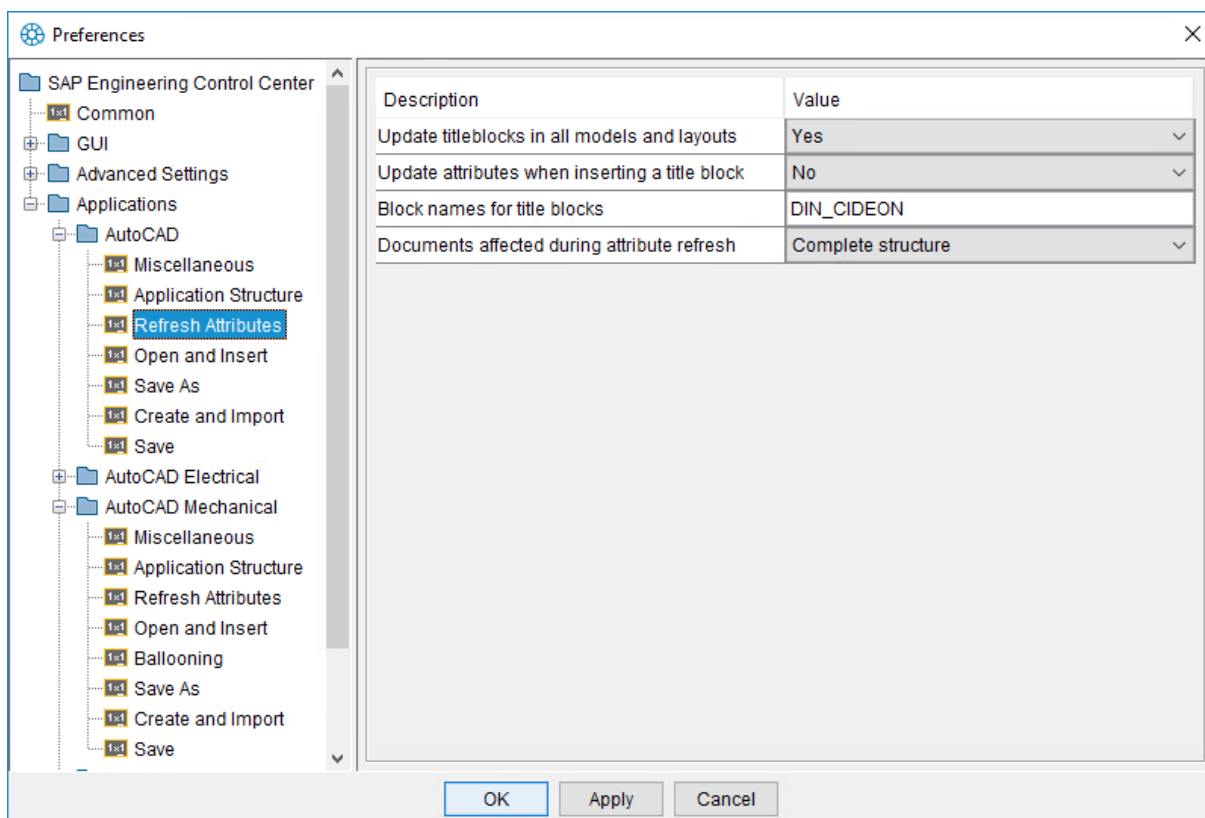 Preferences
SAP Engineering Control Center
Common
GUI
Advanced Settings
Applications
AutoCAD
Miscellaneous
Application Structure
Refresh Attributes
Open and Insert
Save As
Create and Import
Save
AutoCAD Electrical
AutoCAD Mechanical
Miscellaneous
Application Structure
Refresh Attributes
Open and Insert
Ballooning
Save As
Create and Import
Save
Description Value
Update titleblocks in all models and layouts Yes
Update attributes when inserting a title block No
Block names for title blocks DIN_CIDEON
Documents affected during attribute refresh Complete structure
OK Apply Cancel